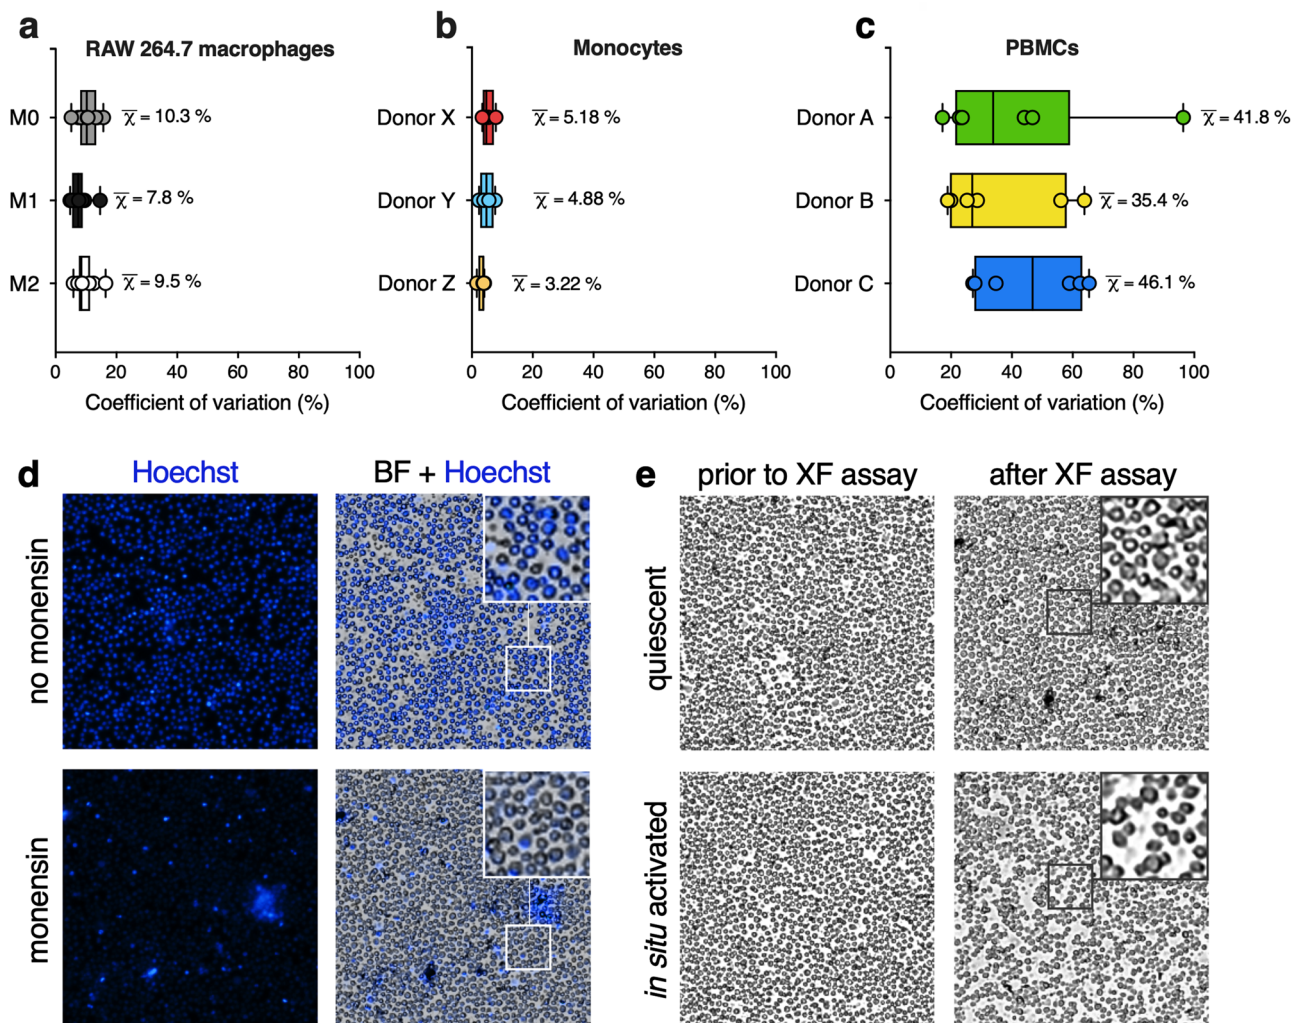 a
RAW 264.7 macrophages
M0
χ̅ = 10.3 %
M1
χ̅ = 7.8 %
M2
χ̅ = 9.5 %
0 20 40 60 80 100
Coefficient of variation (%)
b
Monocytes
Donor X
χ̅ = 5.18 %
Donor Y
χ̅ = 4.88 %
Donor Z
χ̅ = 3.22 %
0 20 40 60 80 100
Coefficient of variation (%)
c
PBMCs
Donor A
χ̅ = 41.8 %
Donor B
χ̅ = 35.4 %
Donor C
χ̅ = 46.1 %
0 20 40 60 80 100
Coefficient of variation (%)
d
Hoechst
BF + Hoechst
no monensin
monensin
e
prior to XF assay
after XF assay
quiescent
in situ activated